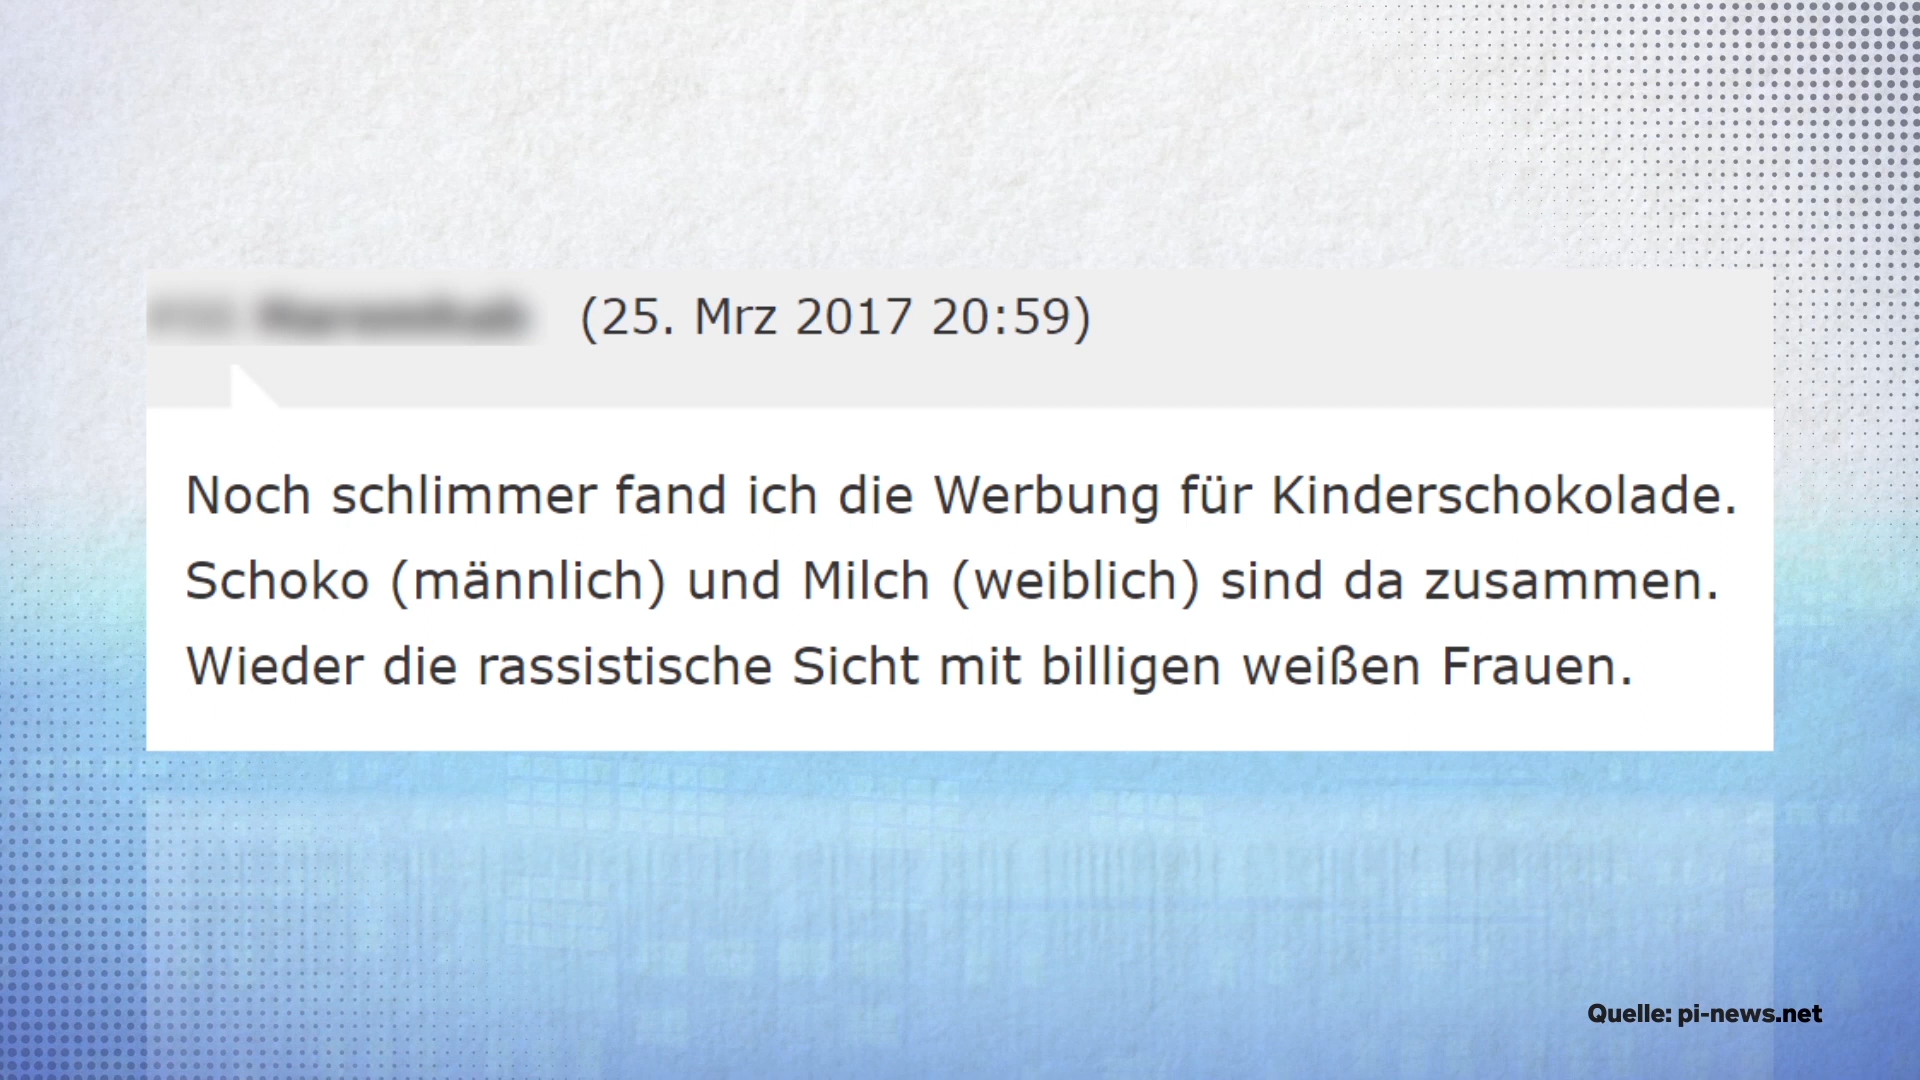 (25. Mrz 2017 20:59)
Noch schlimmer fand ich die Werbung für Kinderschokolade.
Schoko (männlich) und Milch (weiblich) sind da zusammen.
Wieder die rassistische Sicht mit billigen weißen Frauen.
Quelle: pi-news.net